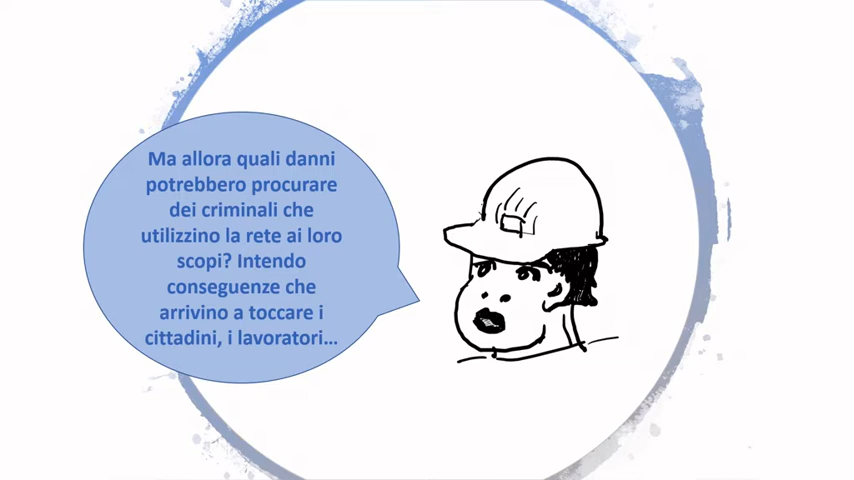 Ma allora quali danni
potrebbero procurare
dei criminali che
utilizzino la rete ai loro
scopi? Intendo
conseguenze che
arrivino a toccare i
cittadini, i lavoratori...